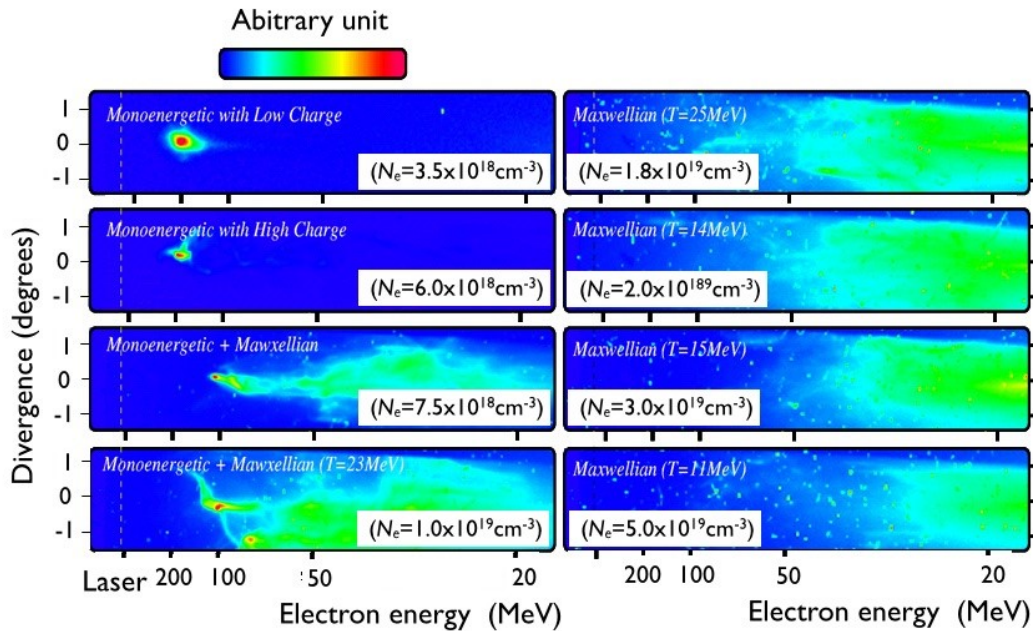 Abitrary unit
Monoenergetic with Low Charge
(Ne=3.5x10^18cm^-3)
Monoenergetic with High Charge
(Ne=6.0x10^18cm^-3)
Monoenergetic + Mawxellian
(Ne=7.5x10^18cm^-3)
Monoenergetic + Mawxellian (T=23MeV)
(Ne=1.0x10^19cm^-3)
Maxwellian (T=25MeV)
(Ne=1.8x10^19cm^-3)
Maxwellian (T=14MeV)
(Ne=2.0x10^189cm^-3)
Maxwellian (T=15MeV)
(Ne=3.0x10^19cm^-3)
Maxwellian (T=11MeV)
(Ne=5.0x10^19cm^-3)
Divergence (degrees)
1
0
-1
1
0
-1
1
0
-1
1
0
-1
Laser 200 100 50 20
200 100 50 20
Electron energy (MeV)
Electron energy (MeV)